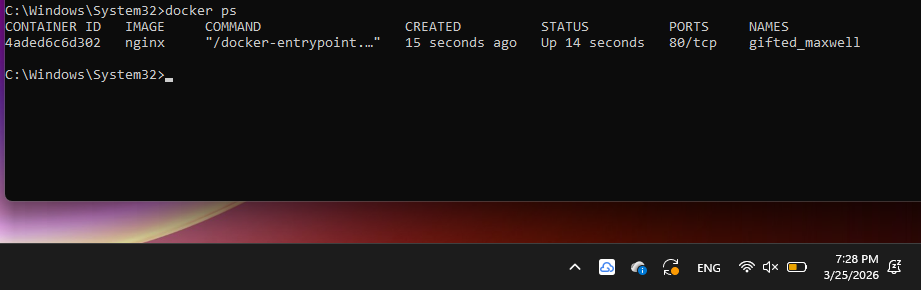 C:\Windows\System32>docker ps
CONTAINER ID   IMAGE     COMMAND                  CREATED          STATUS          PORTS     NAMES
4aded6c6d302   nginx     "/docker-entrypoint.…"   15 seconds ago   Up 14 seconds   80/tcp    gifted_maxwell
C:\Windows\System32>
ENG
7:28 PM
3/25/2026